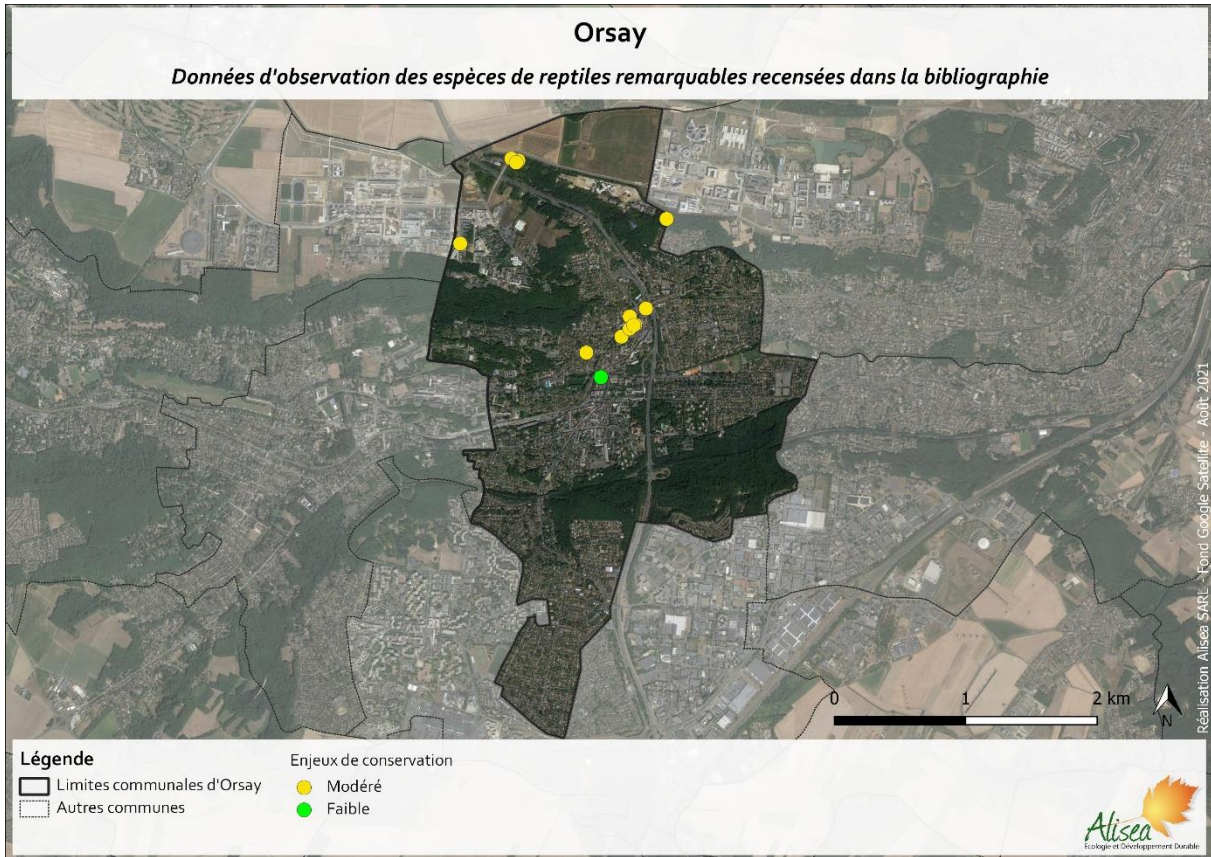 Orsay
Données d'observation des espèces de reptiles remarquables recensées dans la bibliographie
Réalisation Alisea SARL - Fond Google Satellite - Août 2021
0 1 2 km
N
Légende
Limites communales d'Orsay
Autres communes
Enjeux de conservation
Modéré
Faible
Alisea
Ecologie et Développement Durable